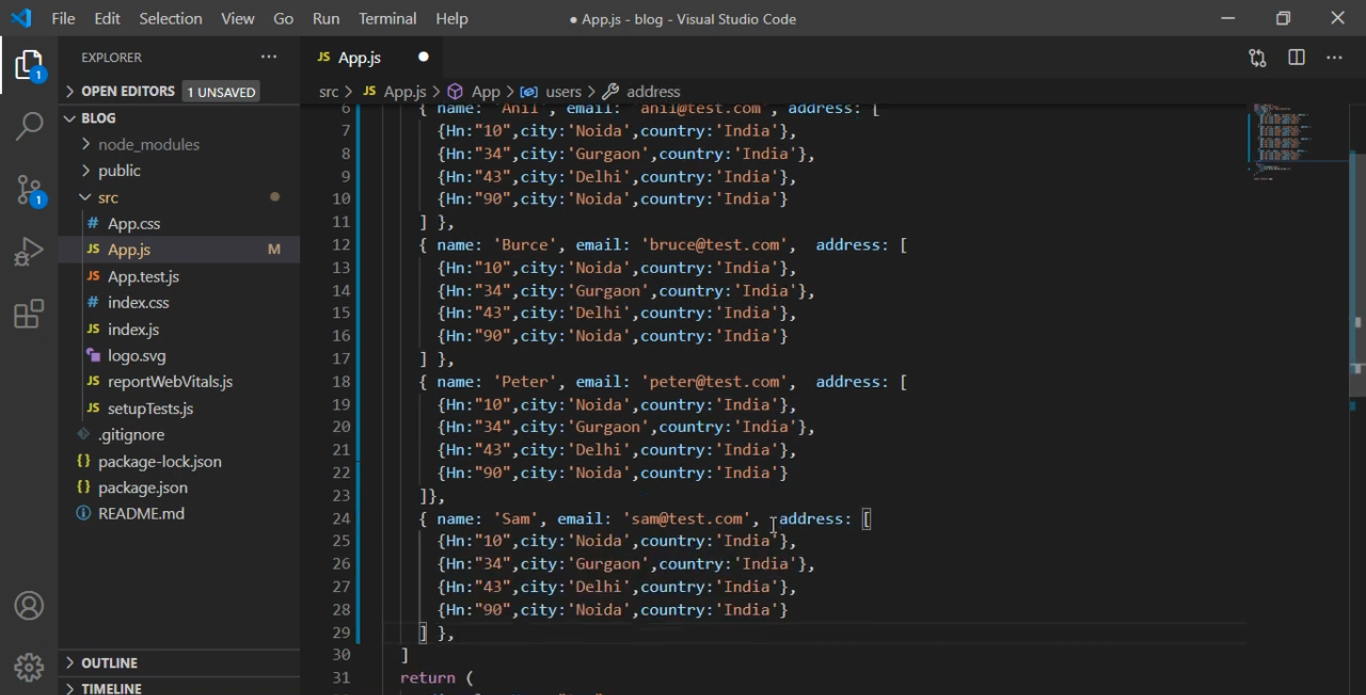 File Edit Selection View Go Run Terminal Help
● App.js - blog - Visual Studio Code
EXPLORER
OPEN EDITORS 1 UNSAVED
BLOG
node_modules
public
src
# App.css
JS App.js M
JS App.test.js
# index.css
JS index.js
logo.svg
JS reportWebVitals.js
JS setupTests.js
.gitignore
{} package-lock.json
{} package.json
README.md
OUTLINE
TIMELINE
1
1
JS App.js ●
src > JS App.js > App > users > address
6 { name: 'Anil', email: 'anil@test.com', address: [
7 {Hn:"10",city:'Noida',country:'India'},
8 {Hn:"34",city:'Gurgaon',country:'India'},
9 {Hn:"43",city:'Delhi',country:'India'},
10 {Hn:"90",city:'Noida',country:'India'}
11 ] },
12 { name: 'Burce', email: 'bruce@test.com', address: [
13 {Hn:"10",city:'Noida',country:'India'},
14 {Hn:"34",city:'Gurgaon',country:'India'},
15 {Hn:"43",city:'Delhi',country:'India'},
16 {Hn:"90",city:'Noida',country:'India'}
17 ] },
18 { name: 'Peter', email: 'peter@test.com', address: [
19 {Hn:"10",city:'Noida',country:'India'},
20 {Hn:"34",city:'Gurgaon',country:'India'},
21 {Hn:"43",city:'Delhi',country:'India'},
22 {Hn:"90",city:'Noida',country:'India'}
23 ]},
24 { name: 'Sam', email: 'sam@test.com', address: [
25 {Hn:"10",city:'Noida',country:'India'},
26 {Hn:"34",city:'Gurgaon',country:'India'},
27 {Hn:"43",city:'Delhi',country:'India'},
28 {Hn:"90",city:'Noida',country:'India'}
29 ] },
30 ]
31 return (